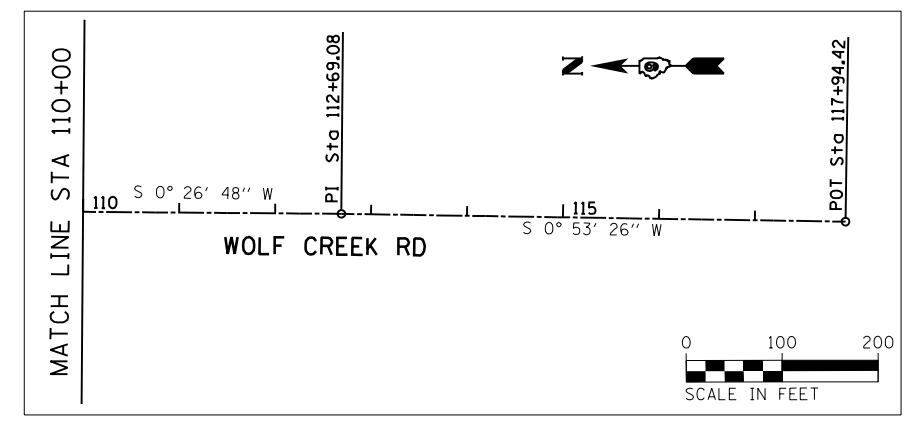 MATCH LINE STA 110+00
PI Sta 112+69.08
N
POT Sta 117+94.42
110
S 0° 26' 48'' W
115
S 0° 53' 26'' W
WOLF CREEK RD
0 100 200
SCALE IN FEET